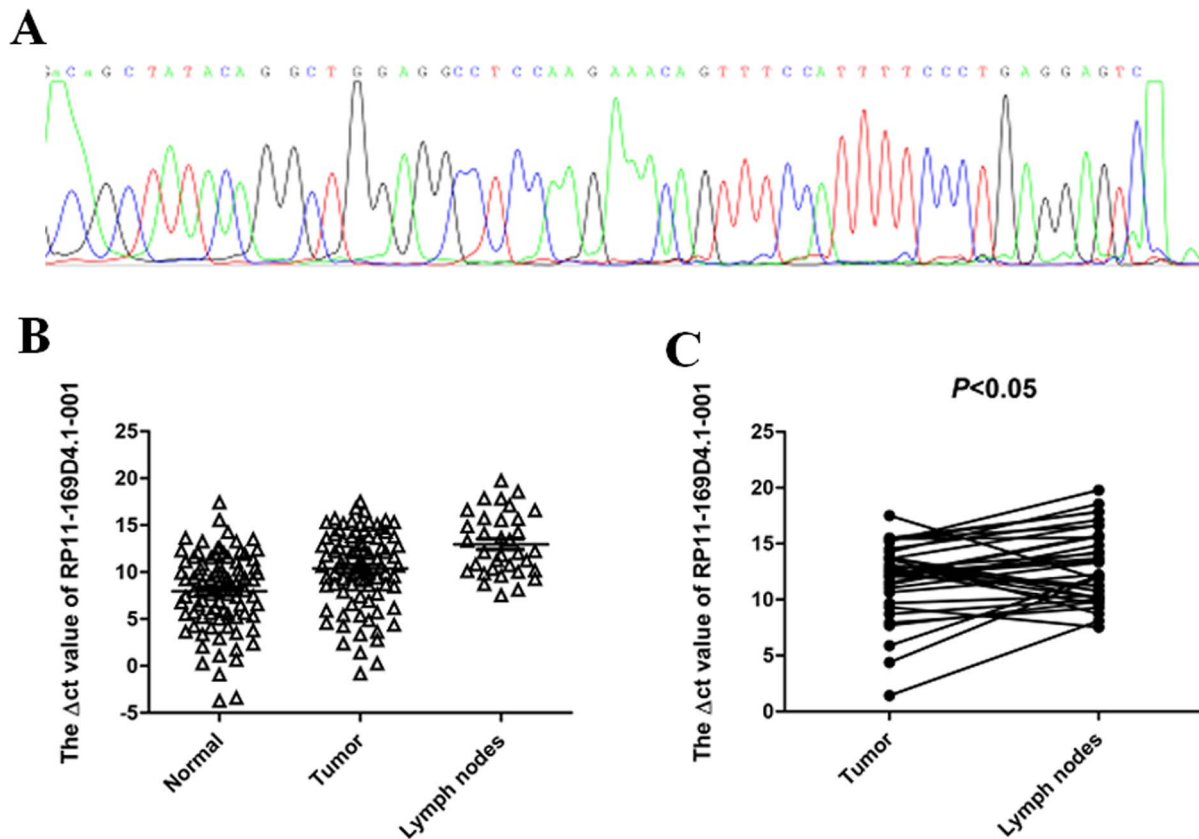 A
GACAGCTATACAGGCTGGAGGCCTCCAAGAAACAGTTTCCATTTTCCCTGAGGAGTC
B
The Δct value of RP11-169D4.1-001
25
20
15
10
5
0
-5
Normal
Tumor
Lymph nodes
C
P<0.05
The Δct value of RP11-169D4.1-001
25
20
15
10
5
0
Tumor
Lymph nodes